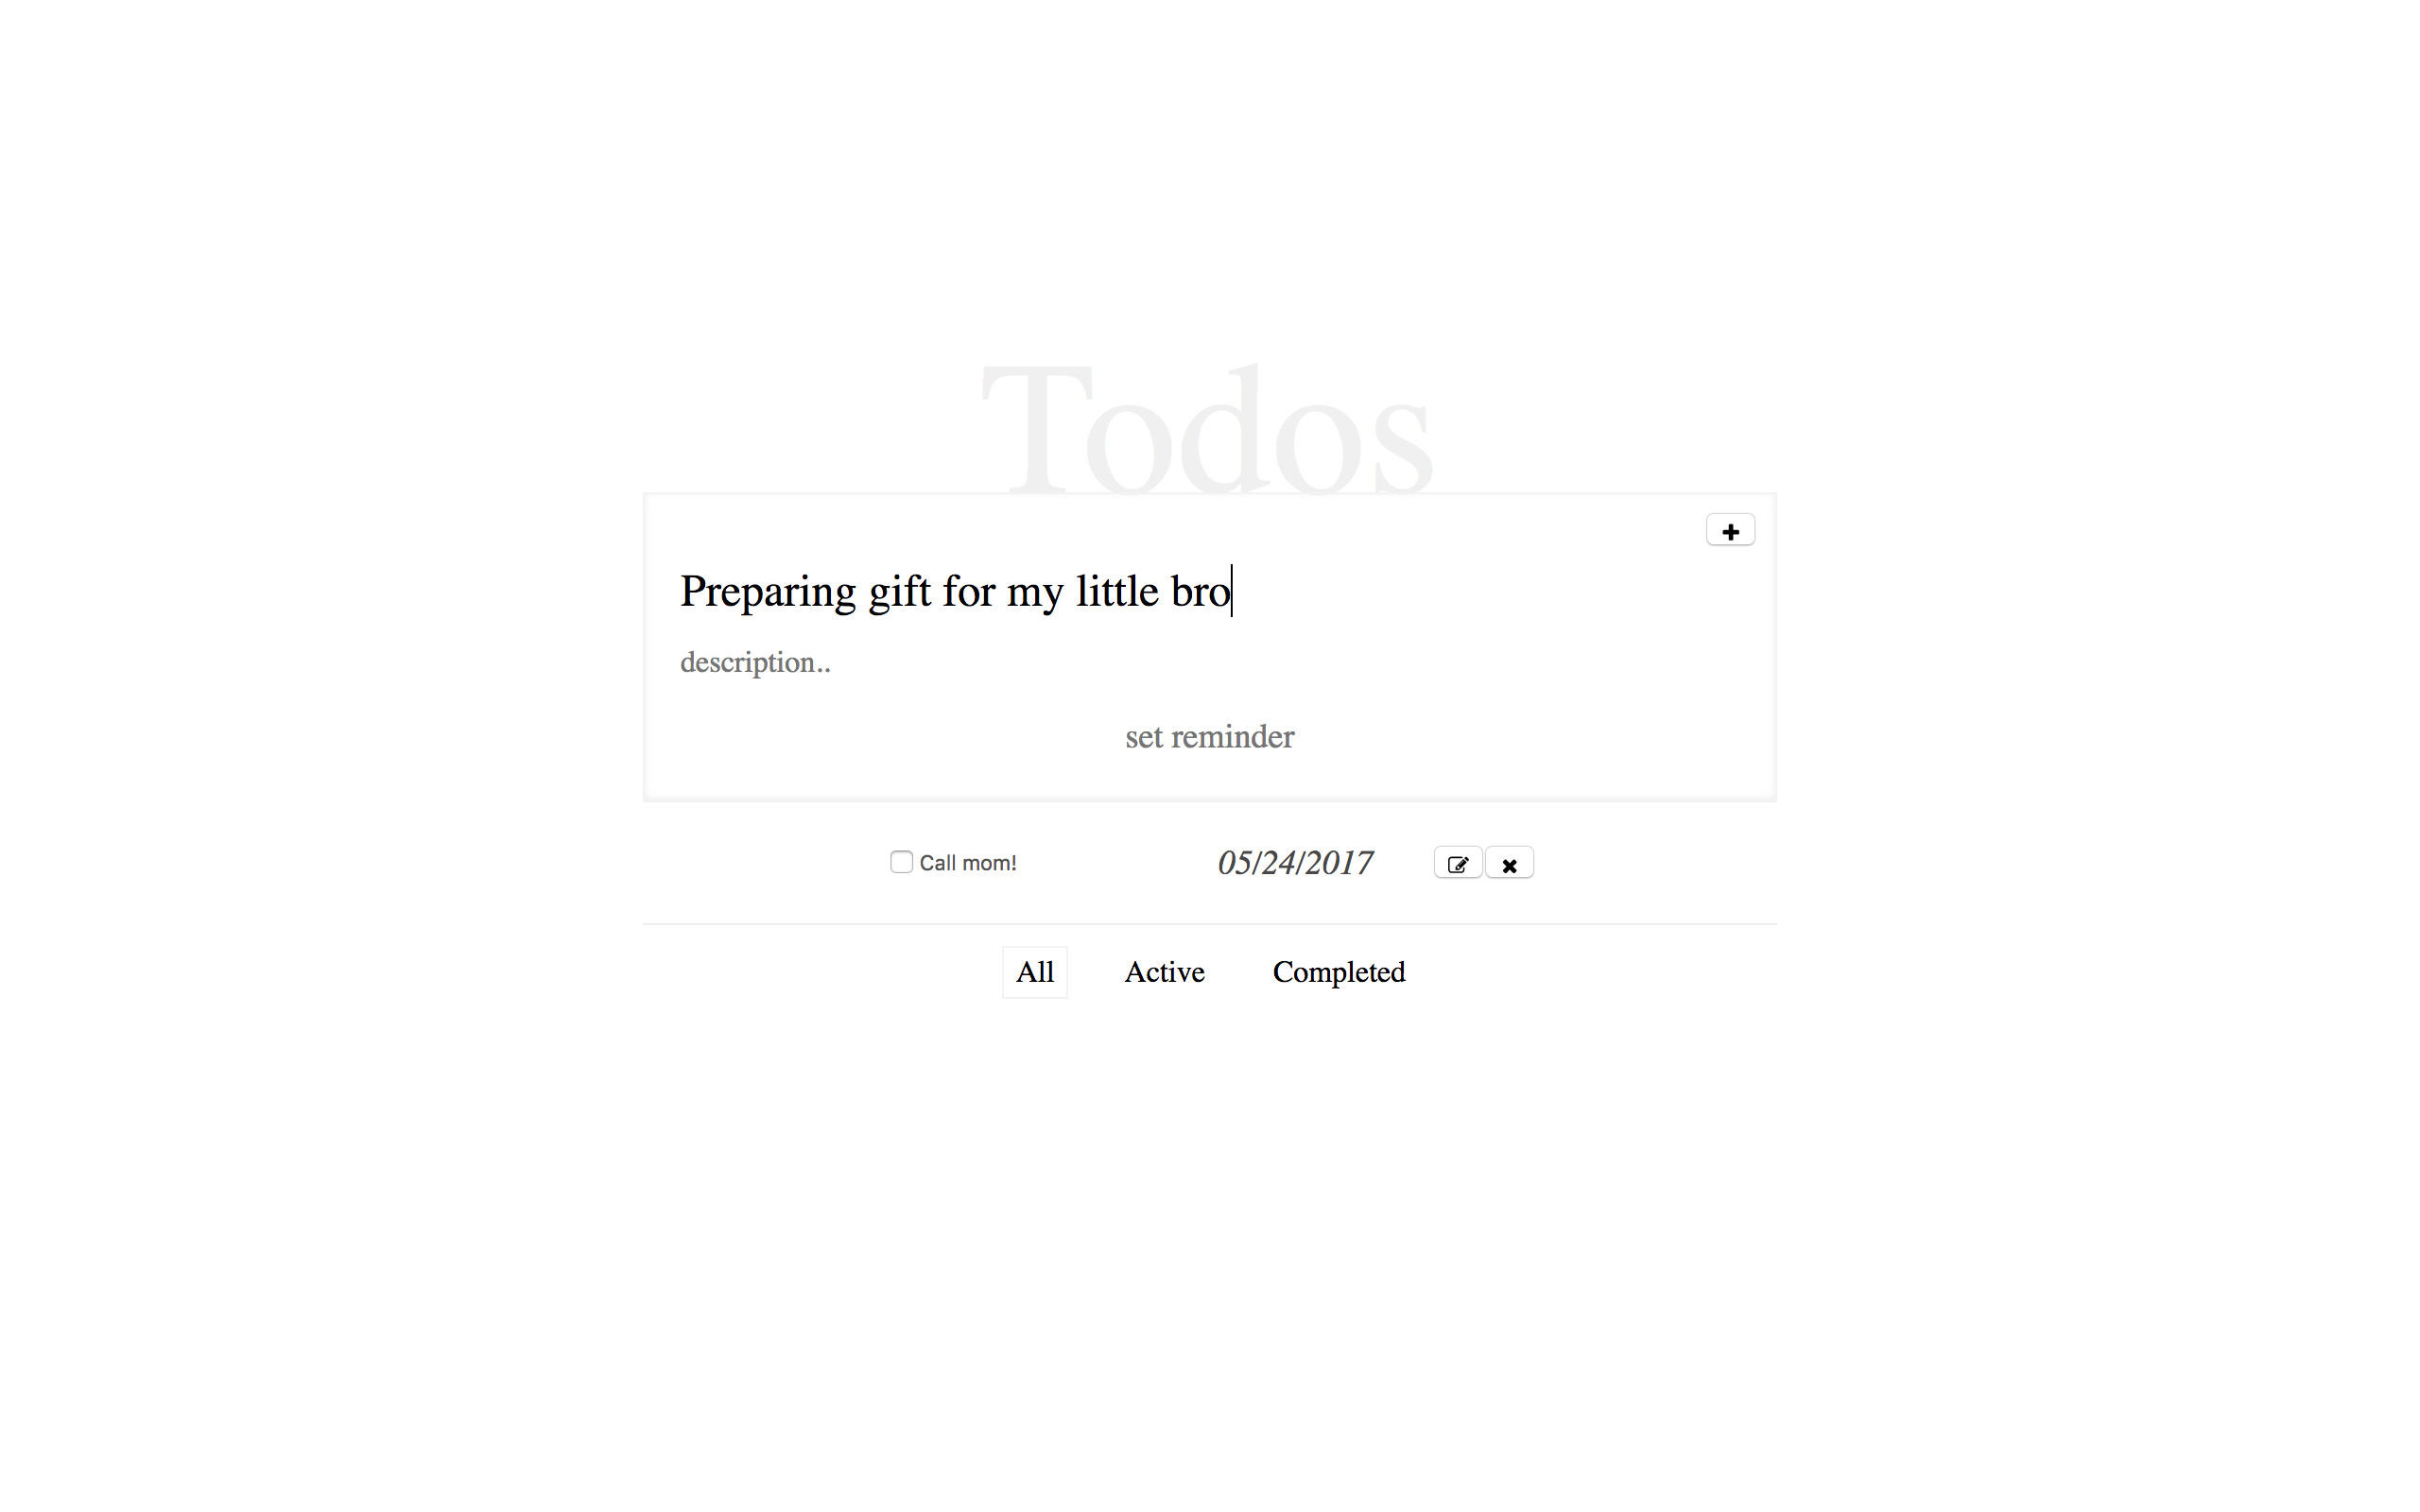 Todos
Preparing gift for my little bro
description..
set reminder
Call mom! 05/24/2017
All Active Completed